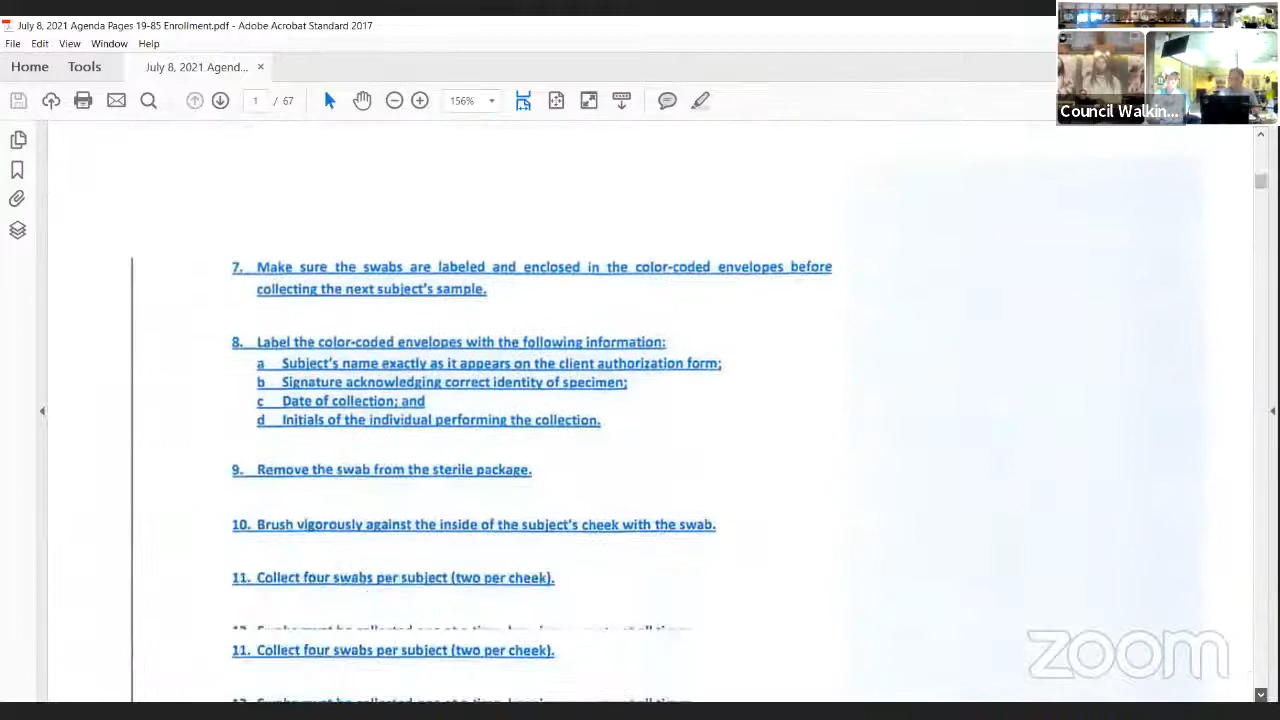 July 8, 2021 Agenda Pages 19-85 Enrollment.pdf - Adobe Acrobat Standard 2017
File Edit View Window Help
Home Tools July 8, 2021 Agend... ×
1 / 67 156%
Council Walkin...
7. Make sure the swabs are labeled and enclosed in the color-coded envelopes before
collecting the next subject's sample.
8. Label the color-coded envelopes with the following information:
a Subject's name exactly as it appears on the client authorization form;
b Signature acknowledging correct identity of specimen;
c Date of collection; and
d Initials of the individual performing the collection.
9. Remove the swab from the sterile package.
10. Brush vigorously against the inside of the subject's cheek with the swab.
11. Collect four swabs per subject (two per cheek).
11. Collect four swabs per subject (two per cheek).
zoom